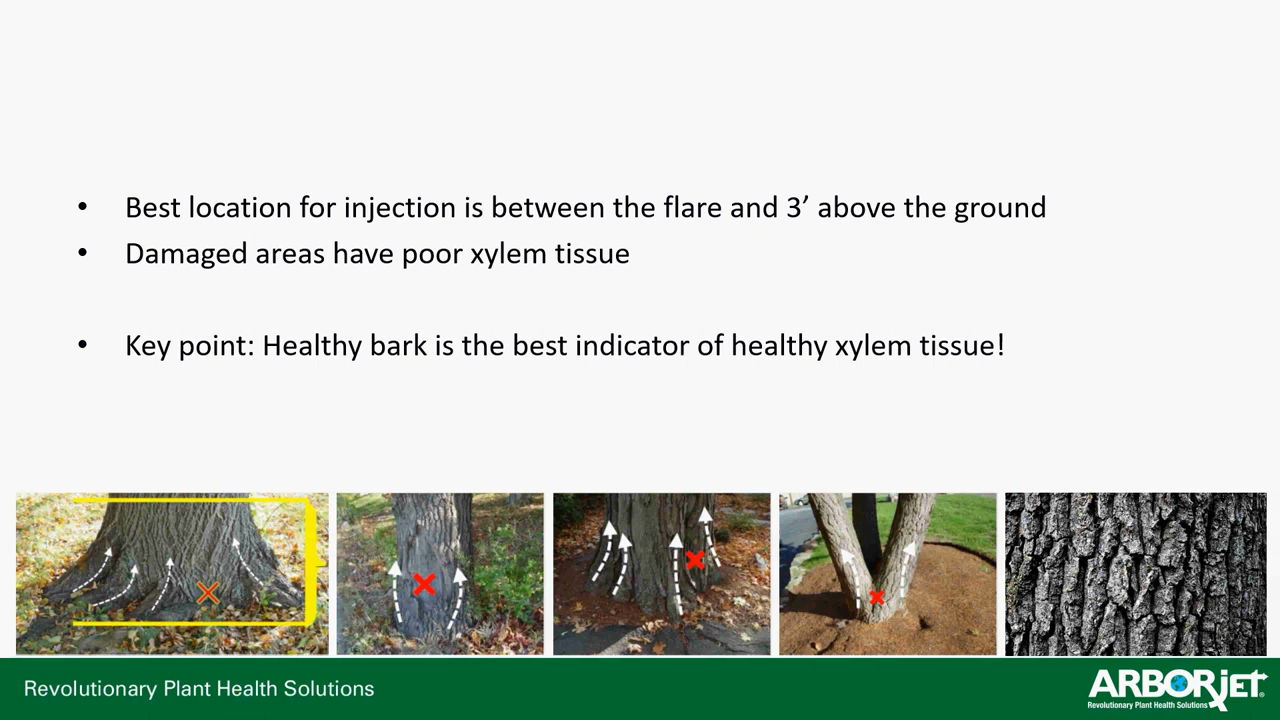 • Best location for injection is between the flare and 3’ above the ground
• Damaged areas have poor xylem tissue
• Key point: Healthy bark is the best indicator of healthy xylem tissue!
Revolutionary Plant Health Solutions
ARBORJET®
Revolutionary Plant Health Solutions